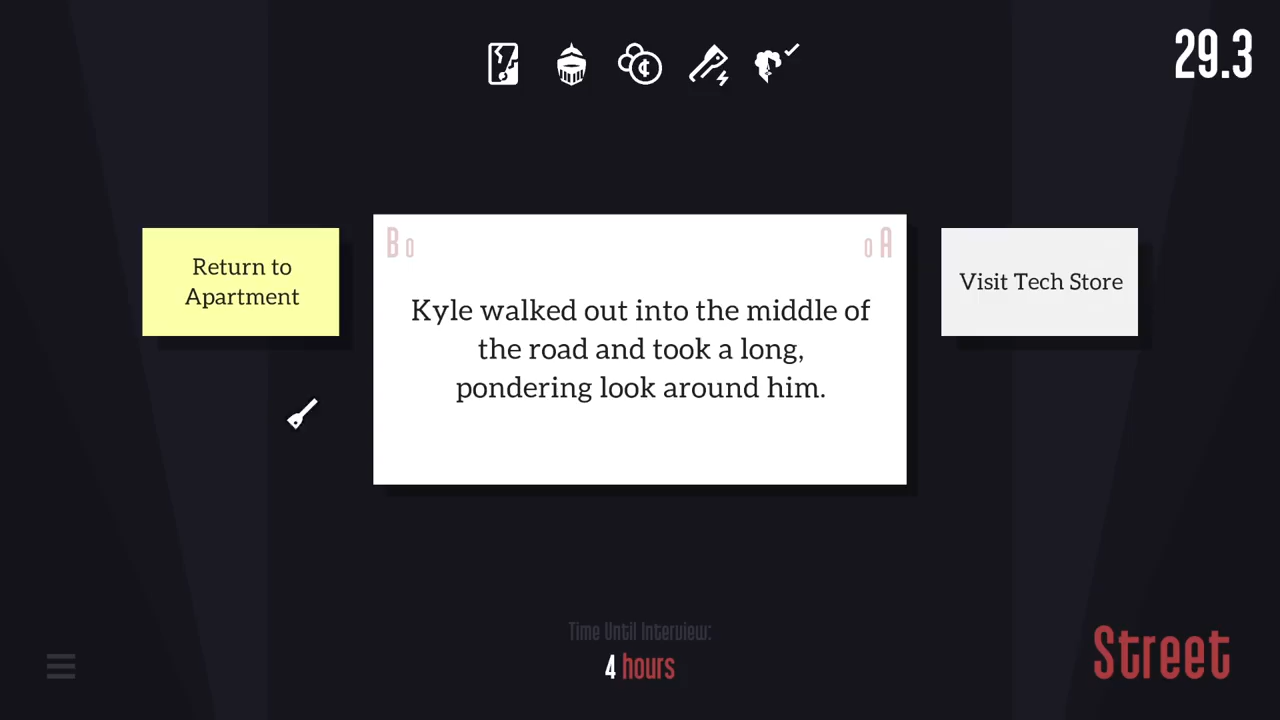 29.3
Return to
Apartment
B 0
0 A
Kyle walked out into the middle of
the road and took a long,
pondering look around him.
Visit Tech Store
Time Until Interview:
4 hours
Street